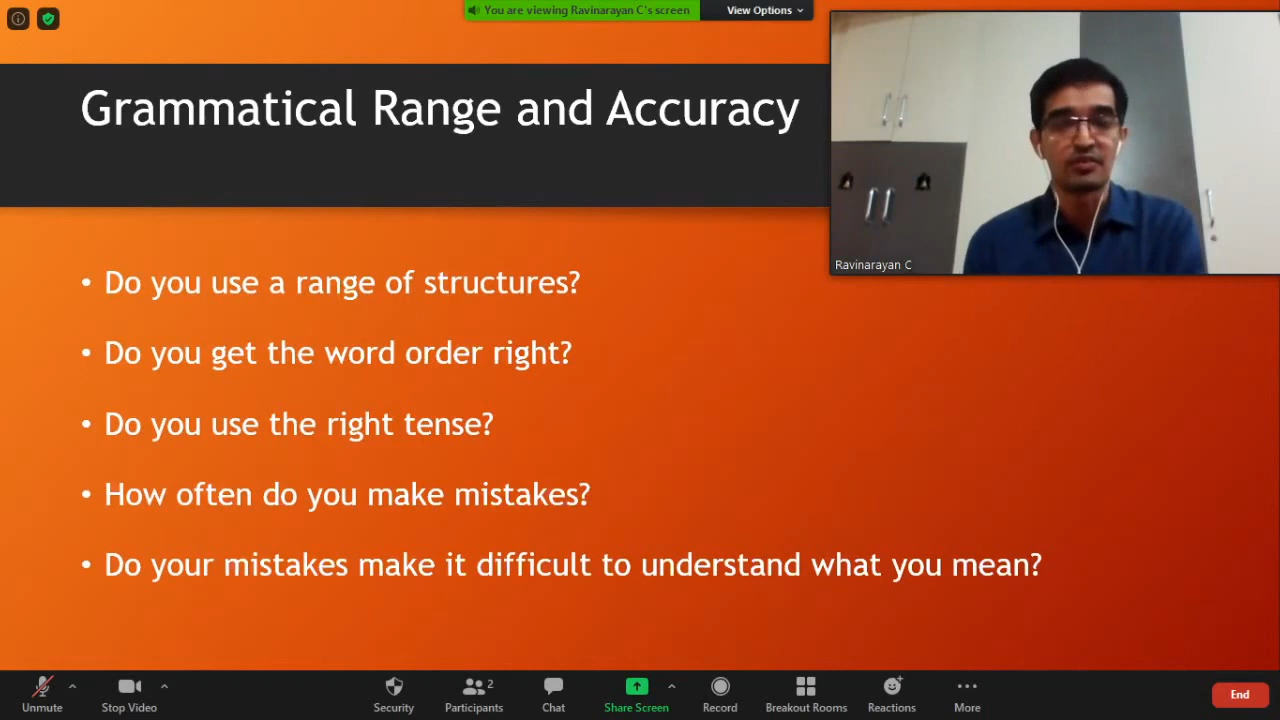 You are viewing Ravinarayan C's screen
View Options
Grammatical Range and Accuracy
Ravinarayan C
• Do you use a range of structures?
• Do you get the word order right?
• Do you use the right tense?
• How often do you make mistakes?
• Do your mistakes make it difficult to understand what you mean?
Unmute
Stop Video
Security
Participants 2
Chat
Share Screen
Record
Breakout Rooms
Reactions
More
End